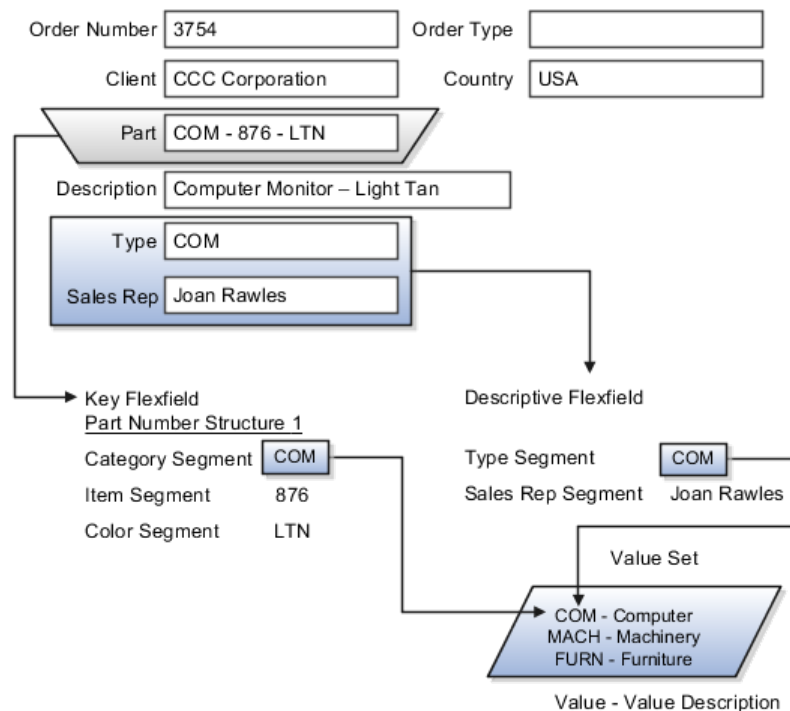 Order Number 3754 Order Type
Client CCC Corporation Country USA
Part COM - 876 - LTN
Description Computer Monitor – Light Tan
Type COM
Sales Rep Joan Rawles
Key Flexfield
Part Number Structure 1
Category Segment COM
Item Segment 876
Color Segment LTN
Descriptive Flexfield
Type Segment COM
Sales Rep Segment Joan Rawles
Value Set
COM - Computer
MACH - Machinery
FURN - Furniture
Value - Value Description